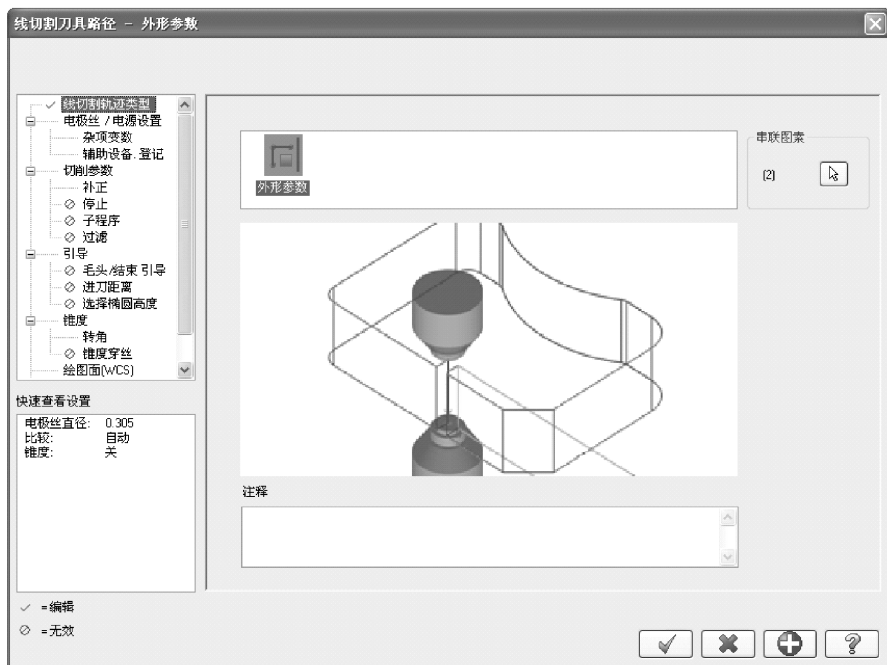 线切割刀具路径 - 外形参数
线切割轨迹类型
电极丝 / 电源设置
杂项变数
辅助设备.登记
切削参数
补正
停止
子程序
过滤
引导
毛头/结束 引导
进刀距离
选择椭圆高度
锥度
转角
锥度穿丝
绘图面(WCS)
快速查看设置
电极丝直径: 0.305
比较: 自动
锥度: 关
外形参数
串联图素
(2)
注释
=编辑
=无效